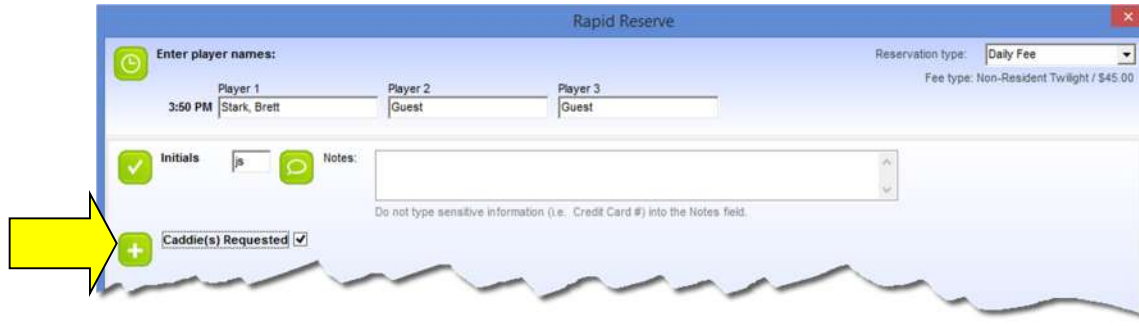 Rapid Reserve
Enter player names:
Reservation type: Daily Fee
Fee type: Non-Resident Twilight / $45.00
Player 1 Player 2 Player 3
3:50 PM Stark, Brett Guest Guest
Initials js Notes:
Do not type sensitive information (i.e. Credit Card #) into the Notes field.
Caddie(s) Requested